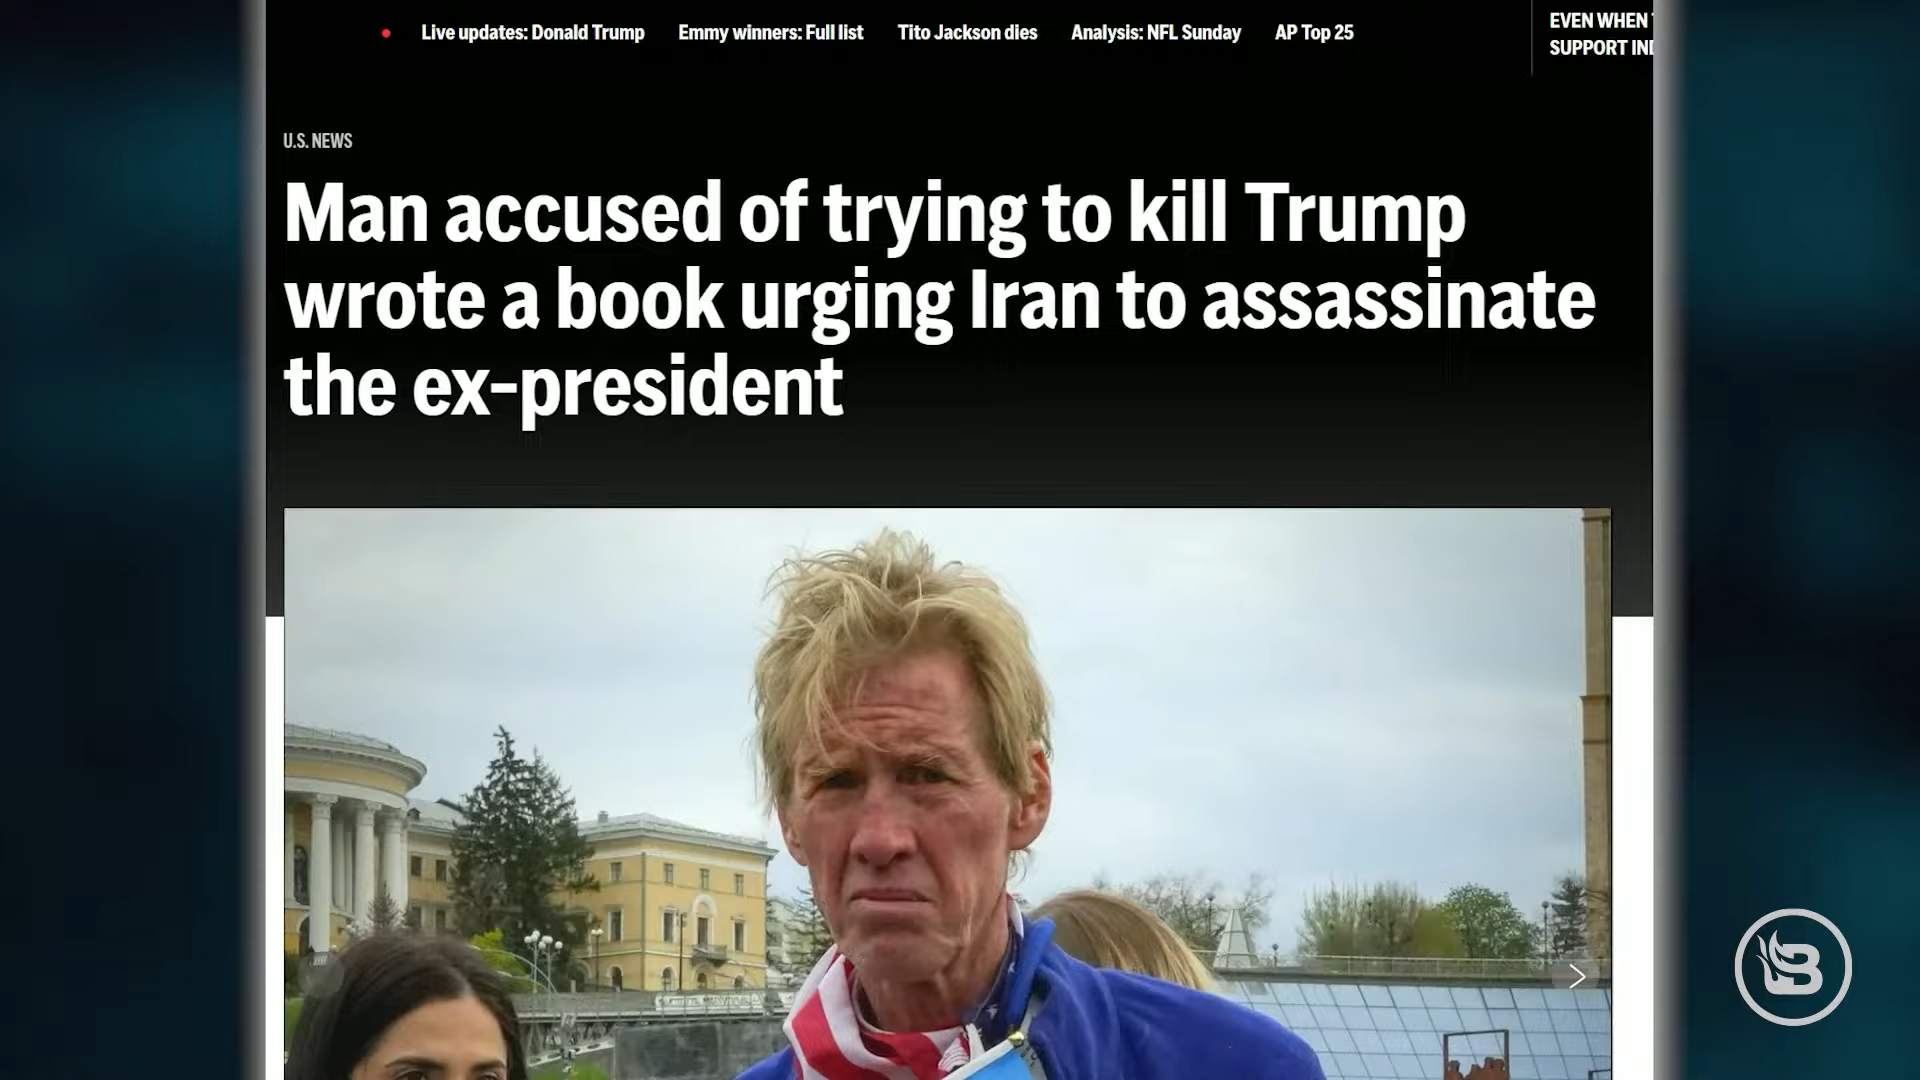 Live updates: Donald Trump Emmy winners: Full list Tito Jackson dies Analysis: NFL Sunday AP Top 25
EVEN WHEN
SUPPORT
U.S. NEWS
Man accused of trying to kill Trump
wrote a book urging Iran to assassinate
the ex-president
B